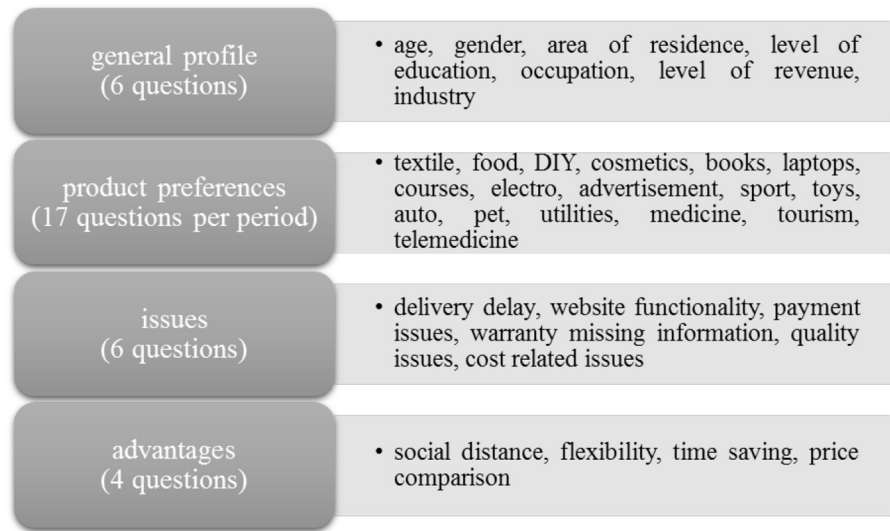 general profile
(6 questions)
• age, gender, area of residence, level of
education, occupation, level of revenue,
industry
product preferences
(17 questions per period)
• textile, food, DIY, cosmetics, books, laptops,
courses, electro, advertisement, sport, toys,
auto, pet, utilities, medicine, tourism,
telemedicine
issues
(6 questions)
• delivery delay, website functionality, payment
issues, warranty missing information, quality
issues, cost related issues
advantages
(4 questions)
• social distance, flexibility, time saving, price
comparison